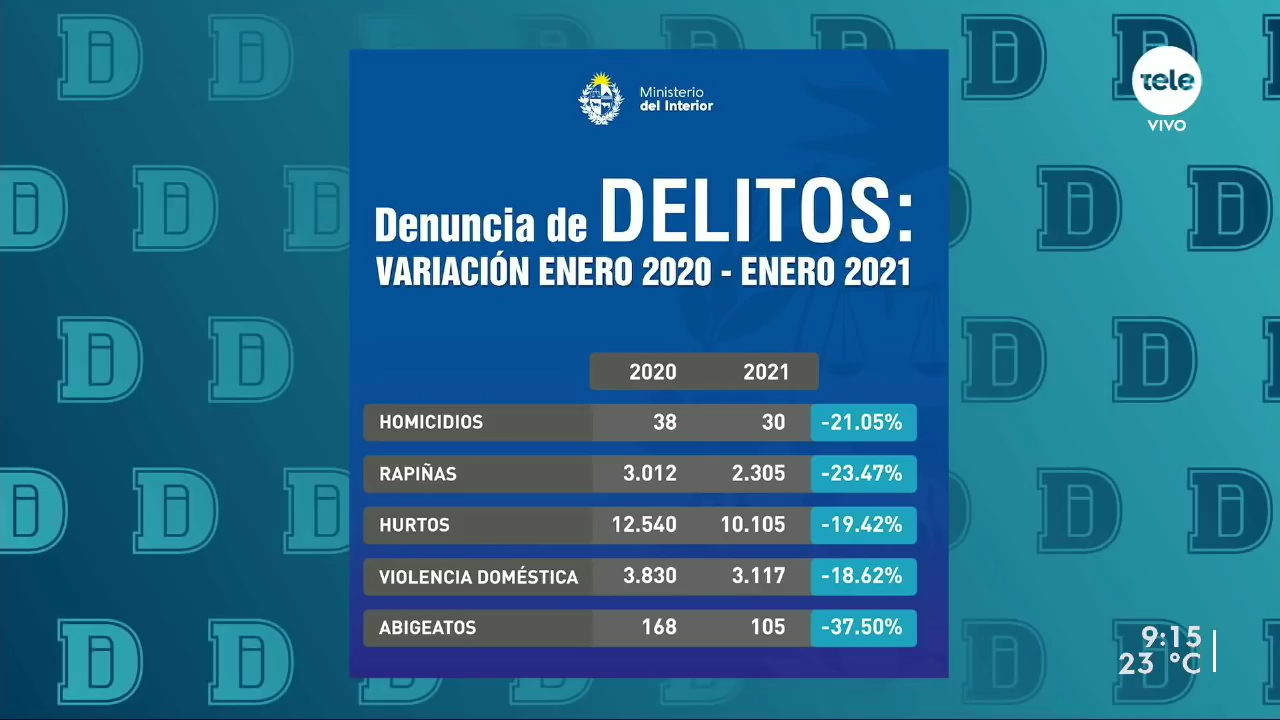 Ministerio
del Interior
tele
VIVO
Denuncia de DELITOS:
VARIACIÓN ENERO 2020 - ENERO 2021
2020 2021
HOMICIDIOS 38 30 -21.05%
RAPIÑAS 3.012 2.305 -23.47%
HURTOS 12.540 10.105 -19.42%
VIOLENCIA DOMÉSTICA 3.830 3.117 -18.62%
ABIGEATOS 168 105 -37.50%
9:15
23 °C